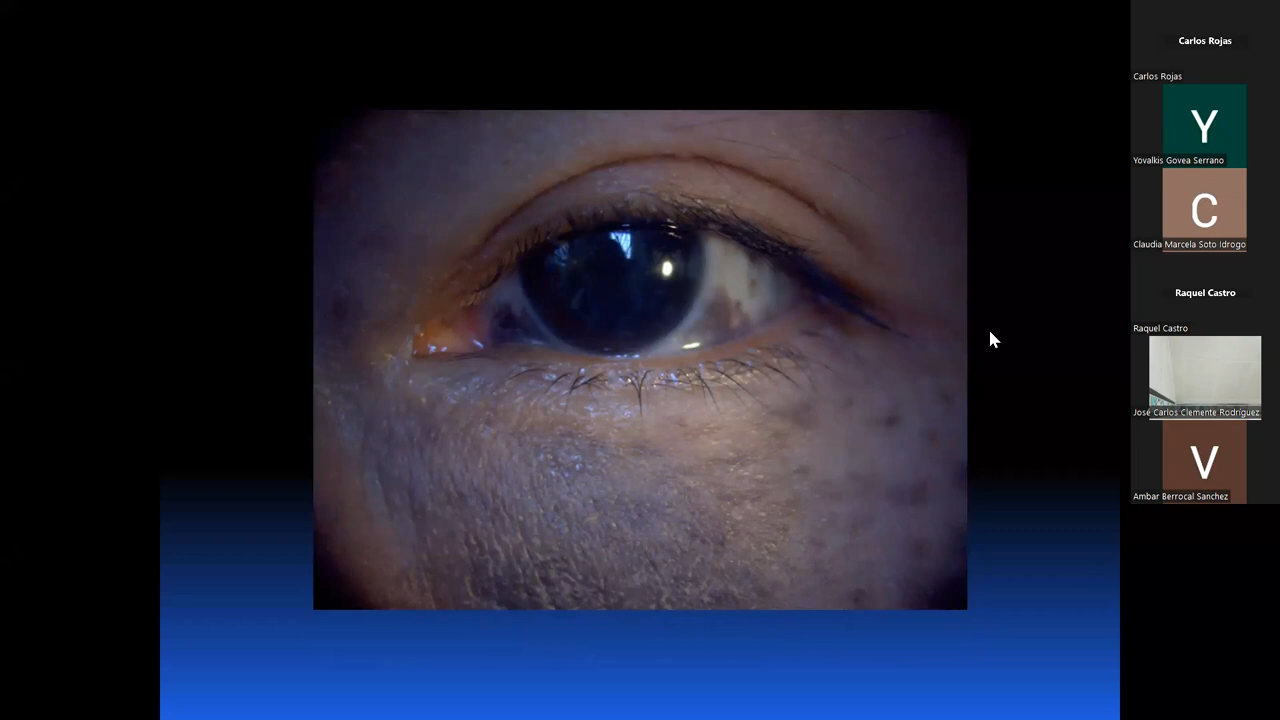 Carlos Rojas
Carlos Rojas
Y
Yovalkis Govea Serrano
C
Claudia Marcela Soto Idrogo
Raquel Castro
Raquel Castro
José Carlos Clemente Rodríguez
V
Ambar Berrocal Sanchez